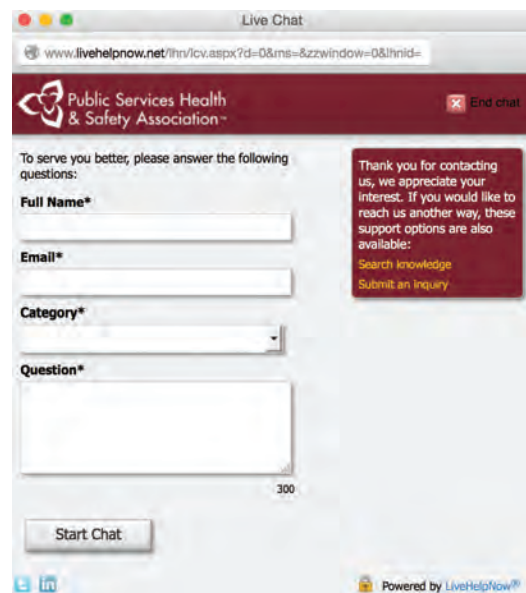 Live Chat
www.livehelpnow.net/lhn/lcv.aspx?d=0&ms=&zzwindow=0&lhnid=
Public Services Health
& Safety Association™
End chat
To serve you better, please answer the following
questions:
Full Name*
Email*
Category*
Question*
300
Start Chat
Thank you for contacting
us, we appreciate your
interest. If you would like to
reach us another way, these
support options are also
available:
Search knowledge
Submit an inquiry
Powered by LiveHelpNow®